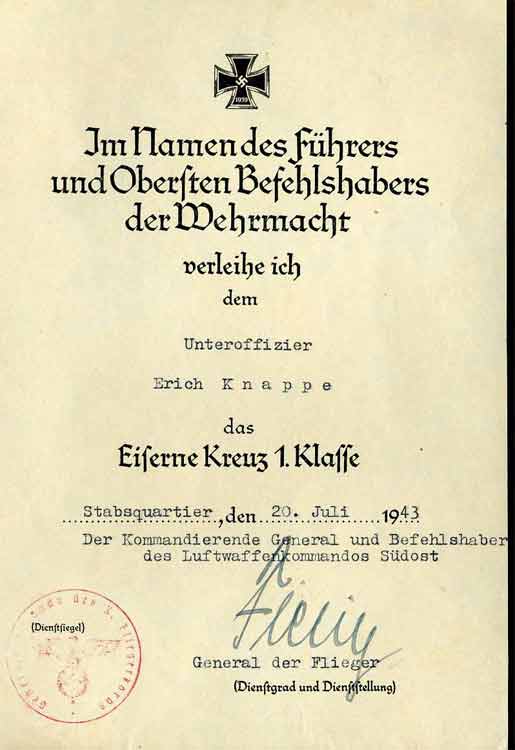 1939
Im Namen des Führers
und Obersten Befehlshabers
der Wehrmacht
verleihe ich
dem
Unteroffizier
Erich K n a p p e
das
Eiserne Kreuz 1. Klasse
Stabsquartier, den 20. Juli 1943
Der Kommandierende General und Befehlshaber
des Luftwaffenkommandos Südost
(Dienstsiegel)
General der Flieger
(Dienstgrad und Dienststellung)